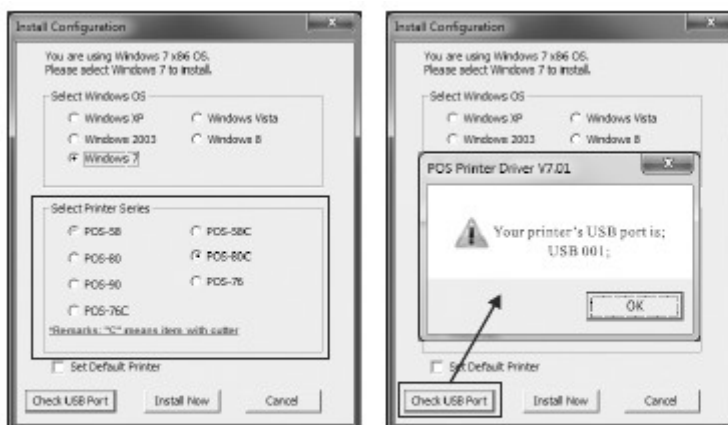 Install Configuration
You are using Windows 7 x86 OS.
Please select Windows 7 to install.
Select Windows OS
Windows XP Windows Vista
Windows 2003 Windows 8
Windows 7
Select Printer Series
POS-58 POS-58C
POS-80 POS-80C
POS-90 POS-76
POS-76C
*Remarks: "C" means item with cutter
Set Default Printer
Check USB Port Install Now Cancel
Install Configuration
You are using Windows 7 x86 OS.
Please select Windows 7 to install.
Select Windows OS
Windows XP Windows Vista
Windows 2003 Windows 8
POS Printer Driver V7.01
Your printer's USB port is;
USB 001;
OK
Set Default Printer
Check USB Port Install Now Cancel